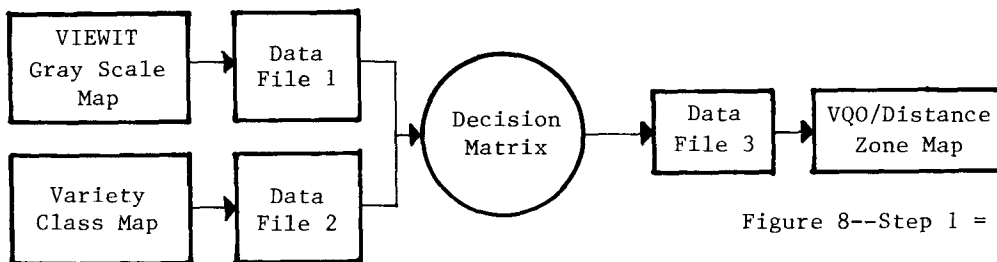 VIEWIT
Gray Scale
Map
Data
File 1
Variety
Class Map
Data
File 2
Decision
Matrix
Data
File 3
VQO/Distance
Zone Map
Figure 8--Step 1 =